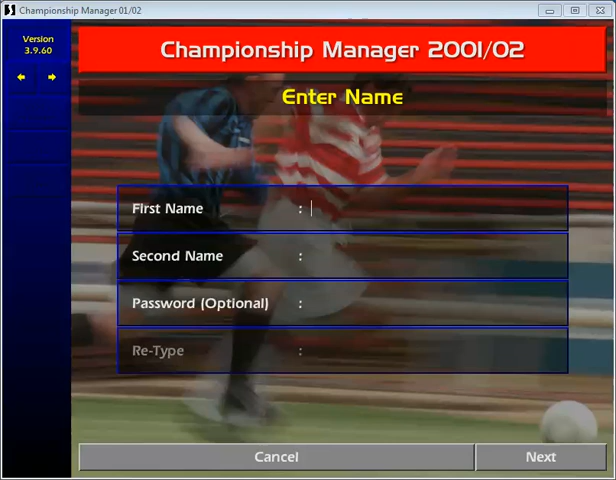 Championship Manager 01/02
Version
3.9.60
Championship Manager 2001/02
Enter Name
First Name :
Second Name :
Password (Optional) :
Re-Type :
Cancel
Next